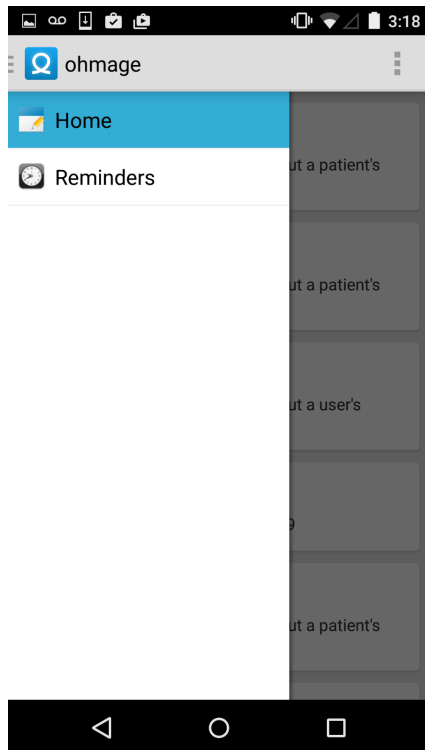 3:18
ohmage
Home
Reminders
ut a patient's
ut a patient's
ut a user's
ut a patient's